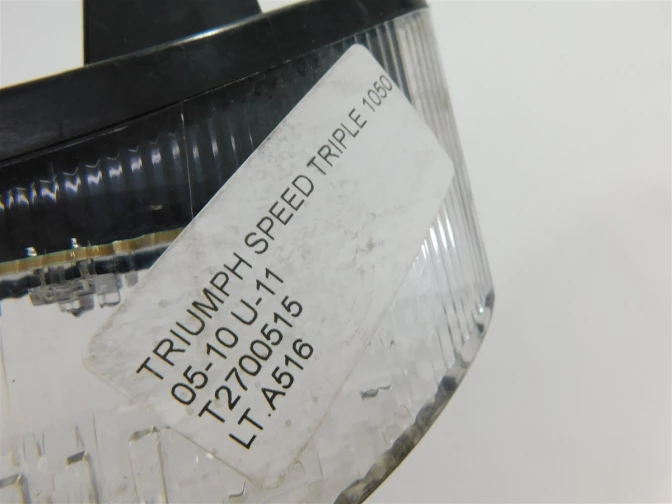 TRIUMPH SPEED TRIPLE 1050
05-10 U-11
T2700515
LT.A516